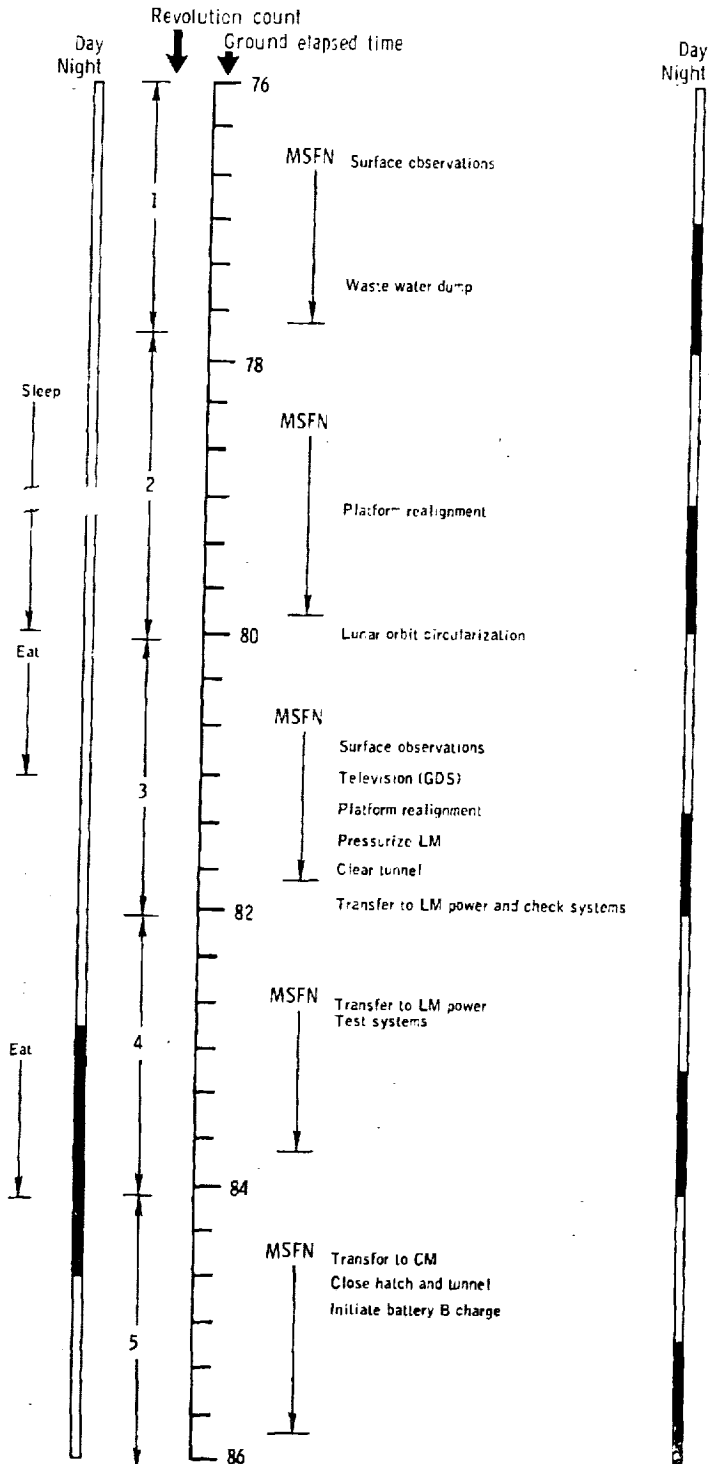 Revolution count
Ground elapsed time
Day
Night
Day
Night
76
MSFN
Surface observations
1
Waste water dump
78
Sleep
MSFN
2
Platform realignment
80
Lunar orbit circularization
Eat
MSFN
Surface observations
Television (GDS)
3
Platform realignment
Pressurize LM
Clear tunnel
82
Transfer to LM power and check systems
MSFN
Transfer to LM power
Test systems
Eat
4
84
MSFN
Transfor to CM
Close hatch and tunnel
Initiate battery B charge
5
86